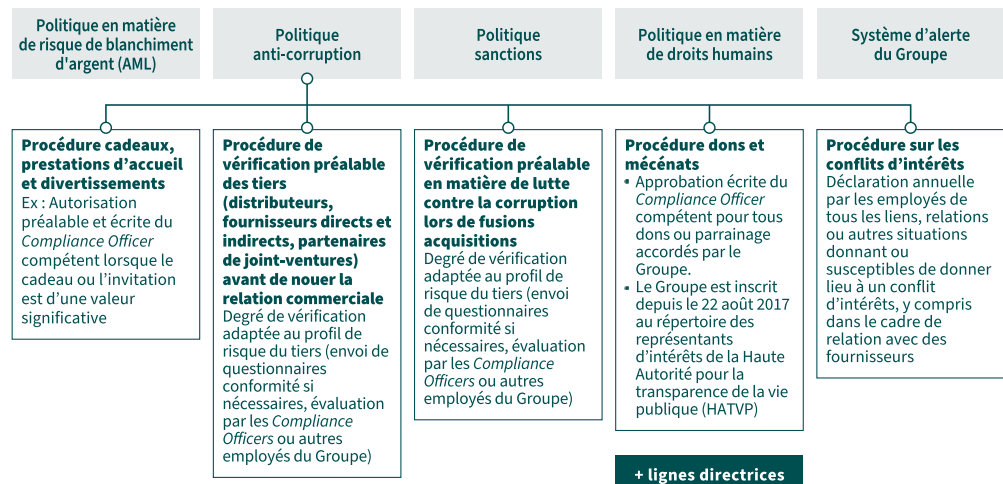 Politique en matière
de risque de blanchiment
d'argent (AML)
Politique
anti-corruption
Politique
sanctions
Politique en matière
de droits humains
Système d’alerte
du Groupe
Procédure cadeaux,
prestations d’accueil
et divertissements
Ex : Autorisation
préalable et écrite du
Compliance Officer
compétent lorsque le
cadeau ou l’invitation
est d’une valeur
significative
Procédure de
vérification préalable
des tiers
(distributeurs,
fournisseurs directs et
indirects, partenaires
de joint-ventures)
avant de nouer la
relation commerciale
Degré de vérification
adaptée au profil de
risque du tiers (envoi de
questionnaires
conformité si
nécessaires, évaluation
par les Compliance
Officers ou autres
employés du Groupe)
Procédure de
vérification préalable
en matière de lutte
contre la corruption
lors de fusions
acquisitions
Degré de vérification
adaptée au profil de
risque du tiers (envoi
de questionnaires
conformité si
nécessaires, évaluation
par les Compliance
Officers ou autres
employés du Groupe)
Procédure dons et
mécénats
• Approbation écrite du
Compliance Officer
compétent pour tous
dons ou parrainage
accordés par le
Groupe.
• Le Groupe est inscrit
depuis le 22 août 2017
au répertoire des
représentants
d’intérêts de la Haute
Autorité pour la
transparence de la vie
publique (HATVP)
Procédure sur les
conflits d’intérêts
Déclaration annuelle
par les employés de
tous les liens, relations
ou autres situations
donnant ou
susceptibles de donner
lieu à un conflit
d’intérêts, y compris
dans le cadre de
relation avec des
fournisseurs
+ lignes directrices